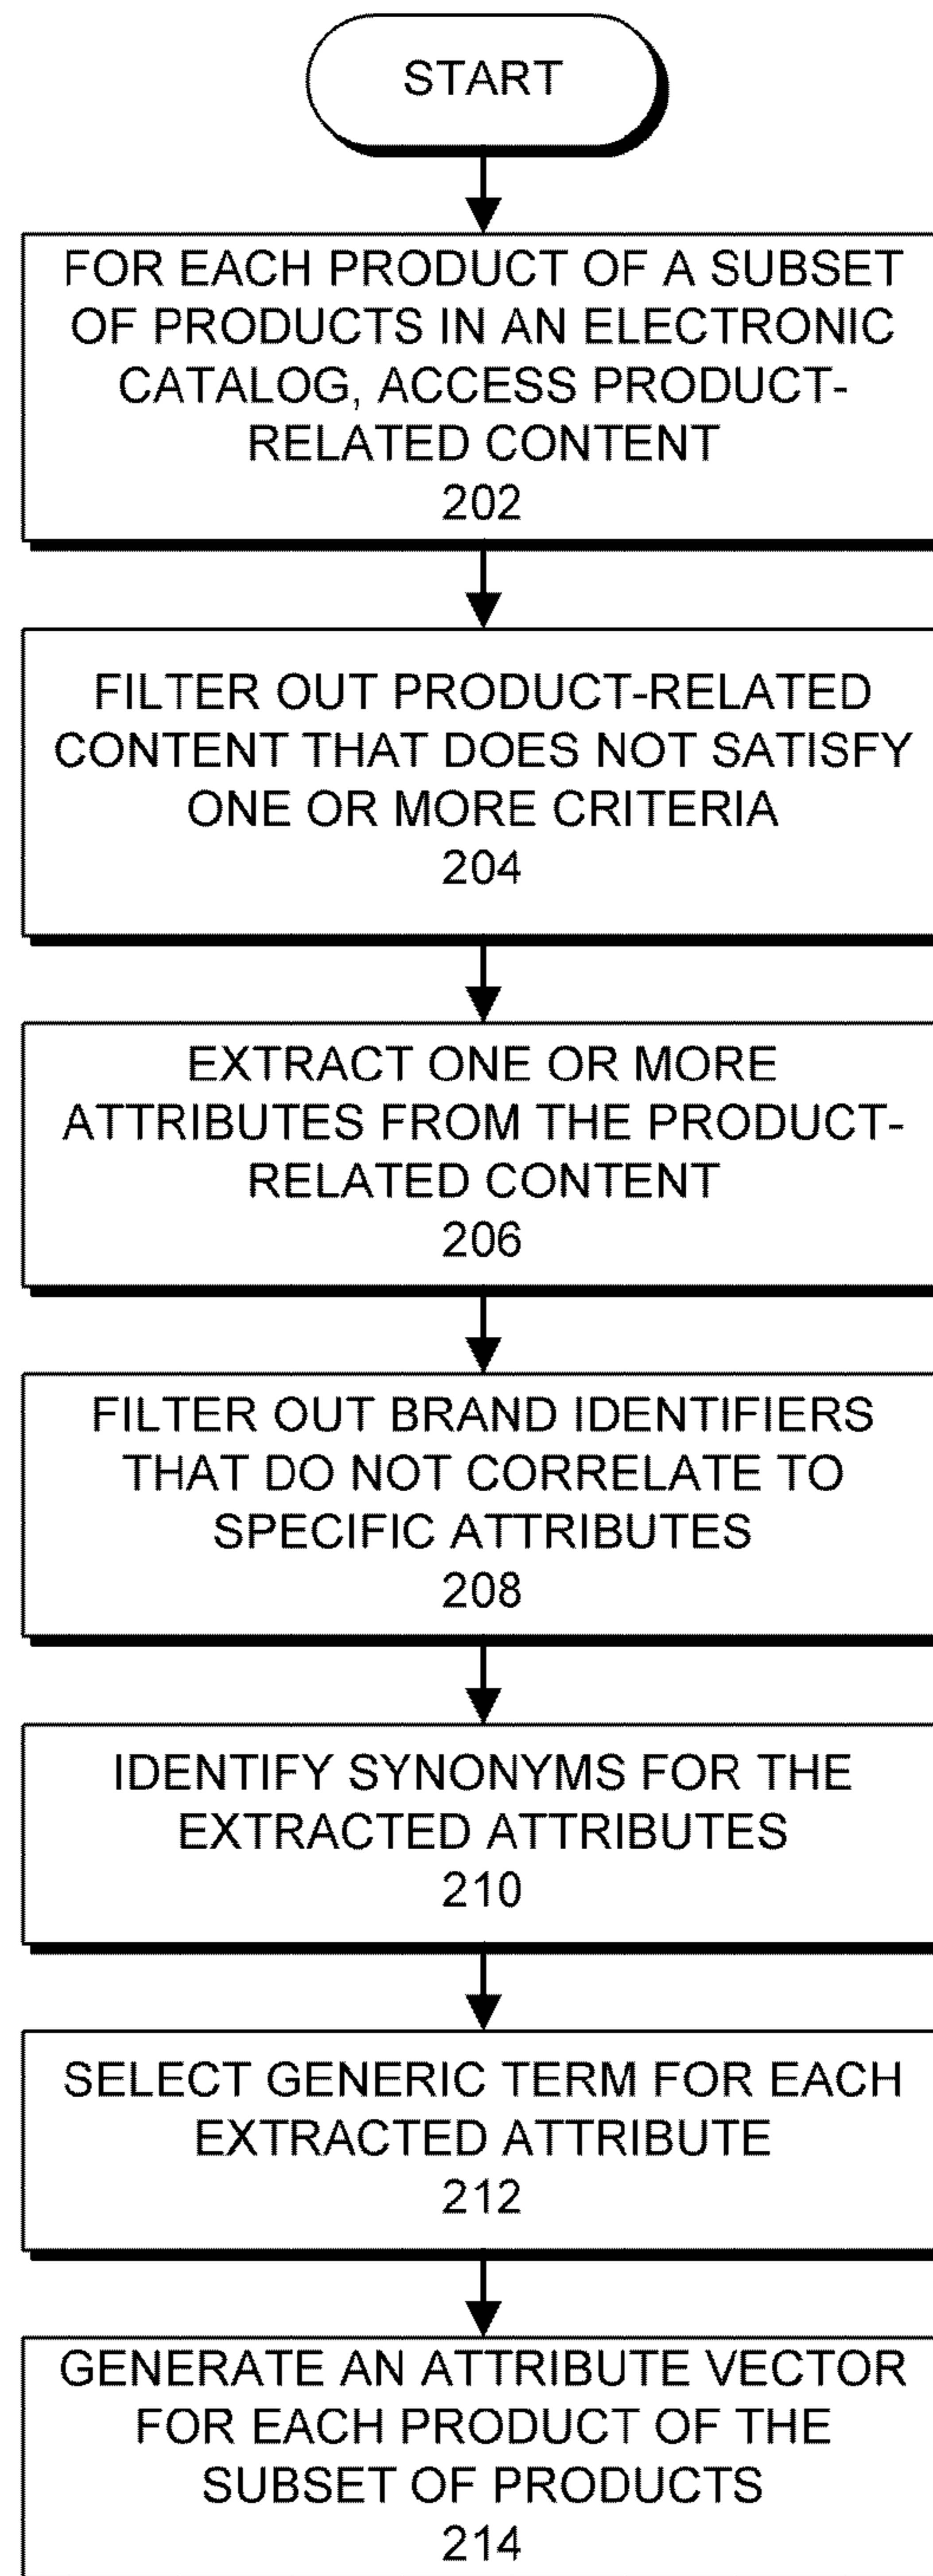 START
FOR EACH PRODUCT OF A SUBSET
OF PRODUCTS IN AN ELECTRONIC
CATALOG, ACCESS PRODUCT-
RELATED CONTENT
202
FILTER OUT PRODUCT-RELATED
CONTENT THAT DOES NOT SATISFY
ONE OR MORE CRITERIA
204
EXTRACT ONE OR MORE
ATTRIBUTES FROM THE PRODUCT-
RELATED CONTENT
206
FILTER OUT BRAND IDENTIFIERS
THAT DO NOT CORRELATE TO
SPECIFIC ATTRIBUTES
208
IDENTIFY SYNONYMS FOR THE
EXTRACTED ATTRIBUTES
210
SELECT GENERIC TERM FOR EACH
EXTRACTED ATTRIBUTE
212
GENERATE AN ATTRIBUTE VECTOR
FOR EACH PRODUCT OF THE
SUBSET OF PRODUCTS
214